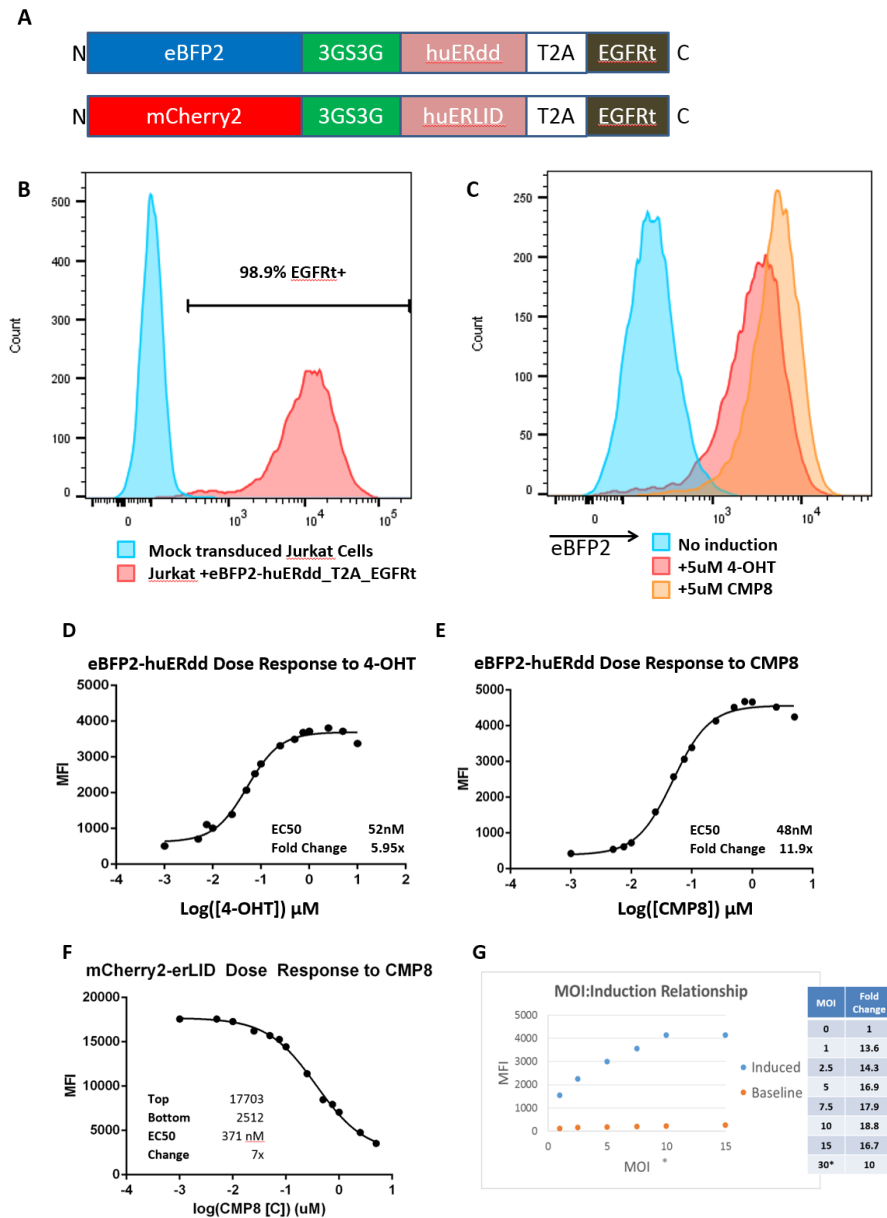 A
N eBFP2 3GS3G huERdd T2A EGFRt C
N mCherry2 3GS3G huERLID T2A EGFRt C
B
500
400
300
200
100
0
Count
98.9% EGFRt+
0 10³ 10⁴ 10⁵
Mock transduced Jurkat Cells
Jurkat +eBFP2-huERdd_T2A_EGFRt
C
250
200
150
100
50
0
Count
0 10³ 10⁴
eBFP2
No induction
+5uM 4-OHT
+5uM CMP8
D
eBFP2-huERdd Dose Response to 4-OHT
5000
4000
3000
2000
1000
0
MFI
EC50 52nM
Fold Change 5.95x
-4 -3 -2 -1 0 1 2
Log([4-OHT]) µM
E
eBFP2-huERdd Dose Response to CMP8
5000
4000
3000
2000
1000
0
MFI
EC50 48nM
Fold Change 11.9x
-4 -3 -2 -1 0 1
Log([CMP8]) µM
F
mCherry2-erLID Dose Response to CMP8
20000
15000
10000
5000
0
MFI
Top 17703
Bottom 2512
EC50 371 nM
Change 7x
-4 -3 -2 -1 0 1
log(CMP8 [C]) (uM)
G
MOI:Induction Relationship
5000
4000
3000
2000
1000
0
MFI
0 5 10 15
MOI *
Induced
Baseline
MOI Fold Change
0 1
1 13.6
2.5 14.3
5 16.9
7.5 17.9
10 18.8
15 16.7
30* 10